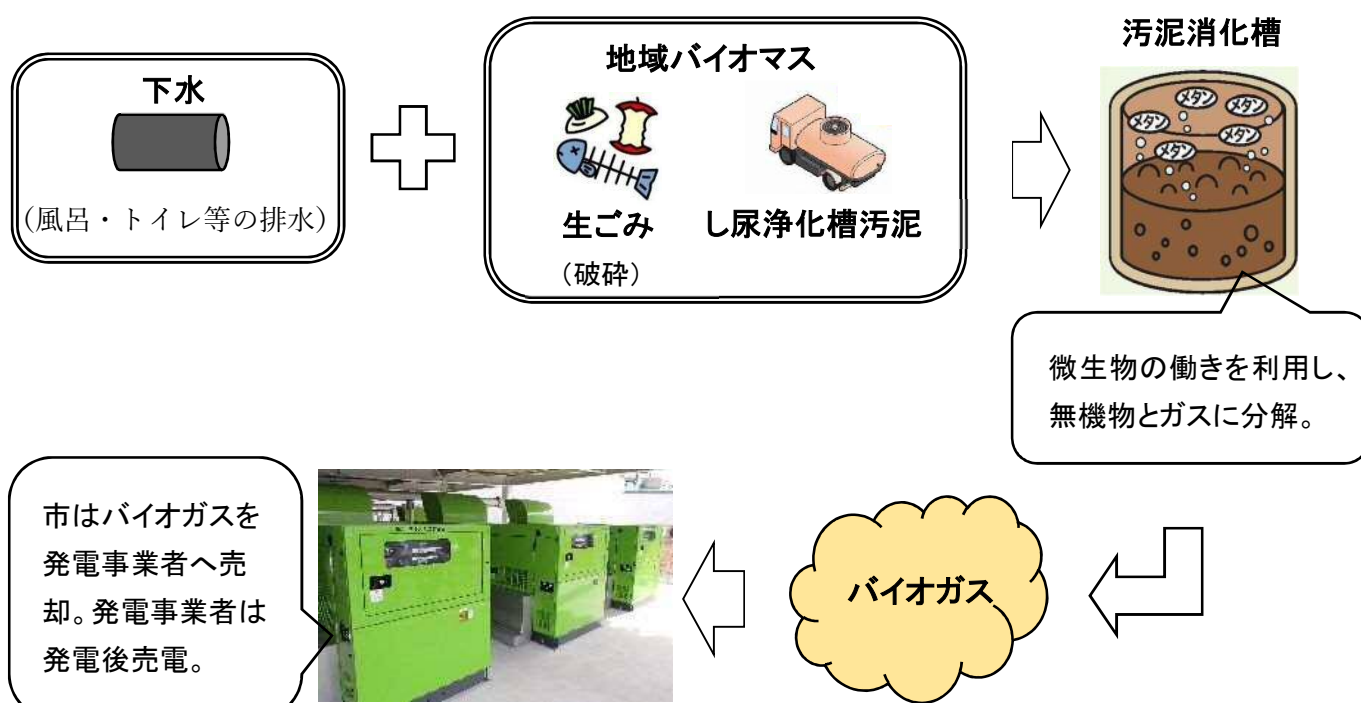 下水
(風呂・トイレ等の排水)
地域バイオマス
生ごみ
(破砕)
し尿浄化槽汚泥
汚泥消化槽
メタン
メタン
メタン
メタン
メタン
微生物の働きを利用し、
無機物とガスに分解。
バイオガス
市はバイオガスを
発電事業者へ売
却。発電事業者は
発電後売電。